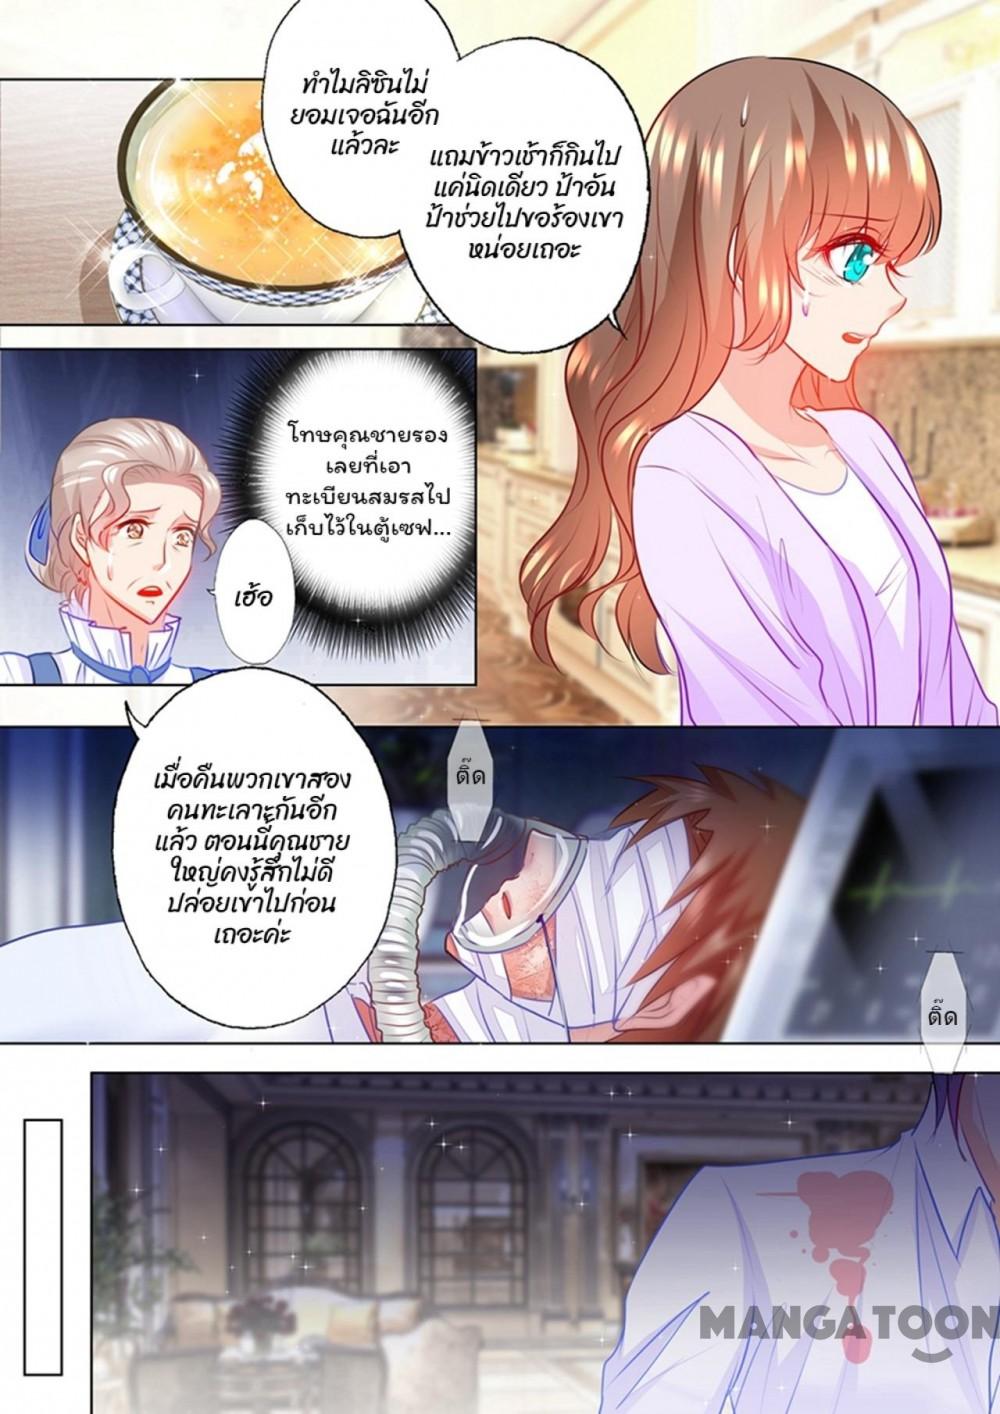 ทำไมลิซินไม่
ยอมเจอฉันอีก
แล้วละ
แถมข้าวเช้าก็กินไป
แค่นิดเดียว ป้าอัน
ป้าช่วยไปขอร้องเขา
หน่อยเถอะ
โทษคุณชายรอง
เลยที่เอา
ทะเบียนสมรสไป
เก็บไว้ในตู้เซฟ...
เฮ้อ
เมื่อคืนพวกเขาสอง
คนทะเลาะกันอีก
แล้ว ตอนนี้คุณชาย
ใหญ่คงรู้สึกไม่ดี
ปล่อยเขาไปก่อน
เถอะค่ะ
ติ๊ด
ติ๊ด
MANGATOON